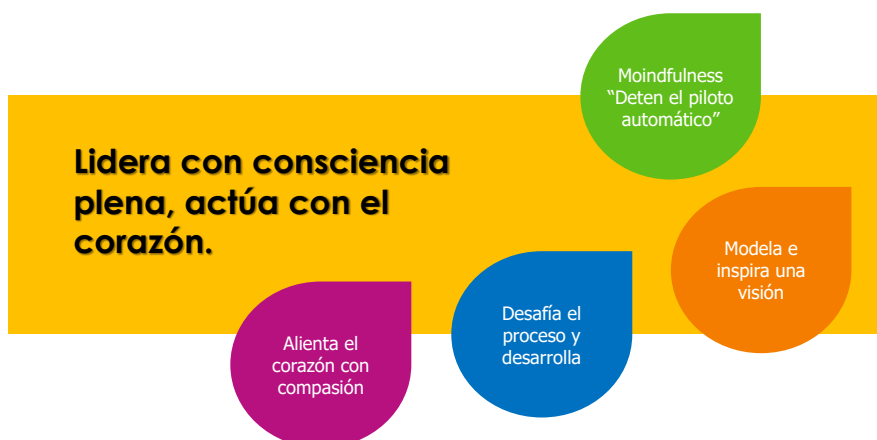 Moindfulness
“Deten el piloto
automático”
Lidera con consciencia
plena, actúa con el
corazón.
Modela e
inspira una
visión
Desafía el
proceso y
desarrolla
Alienta el
corazón con
compasión